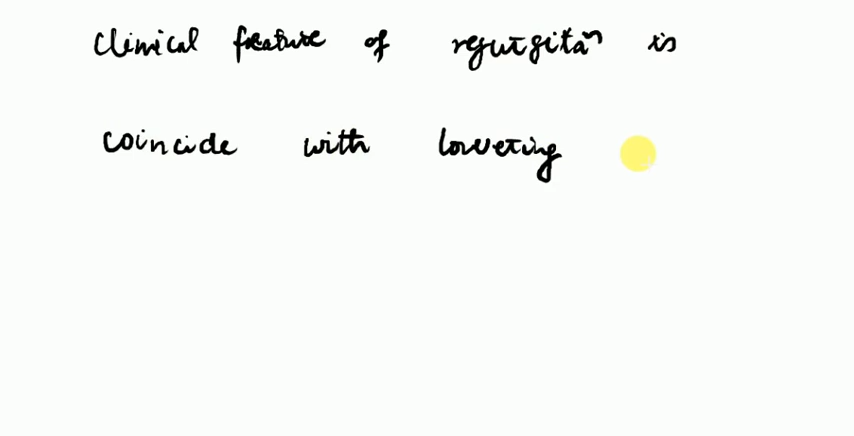 Clinical feature of regurgitaⁿ is
coincide with lowering